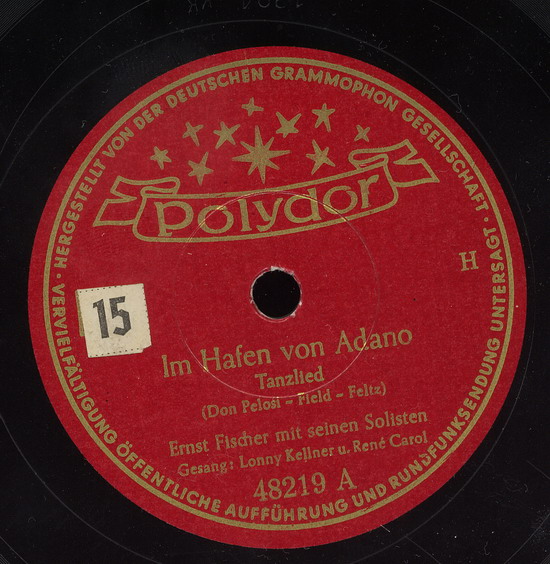 · HERGESTELLT VON DER DEUTSCHEN GRAMMOPHON GESELLSCHAFT ·
VERVIELFÄLTIGUNG ÖFFENTLICHE AUFFÜHRUNG UND RUNDFUNKSENDUNG UNTERSAGT
Polydor
H
15
Im Hafen von Adano
Tanzlied
(Don Pelosi - Field - Feltz)
Ernst Fischer mit seinen Solisten
Gesang: Lonny Kellner u. René Carol
48219 A